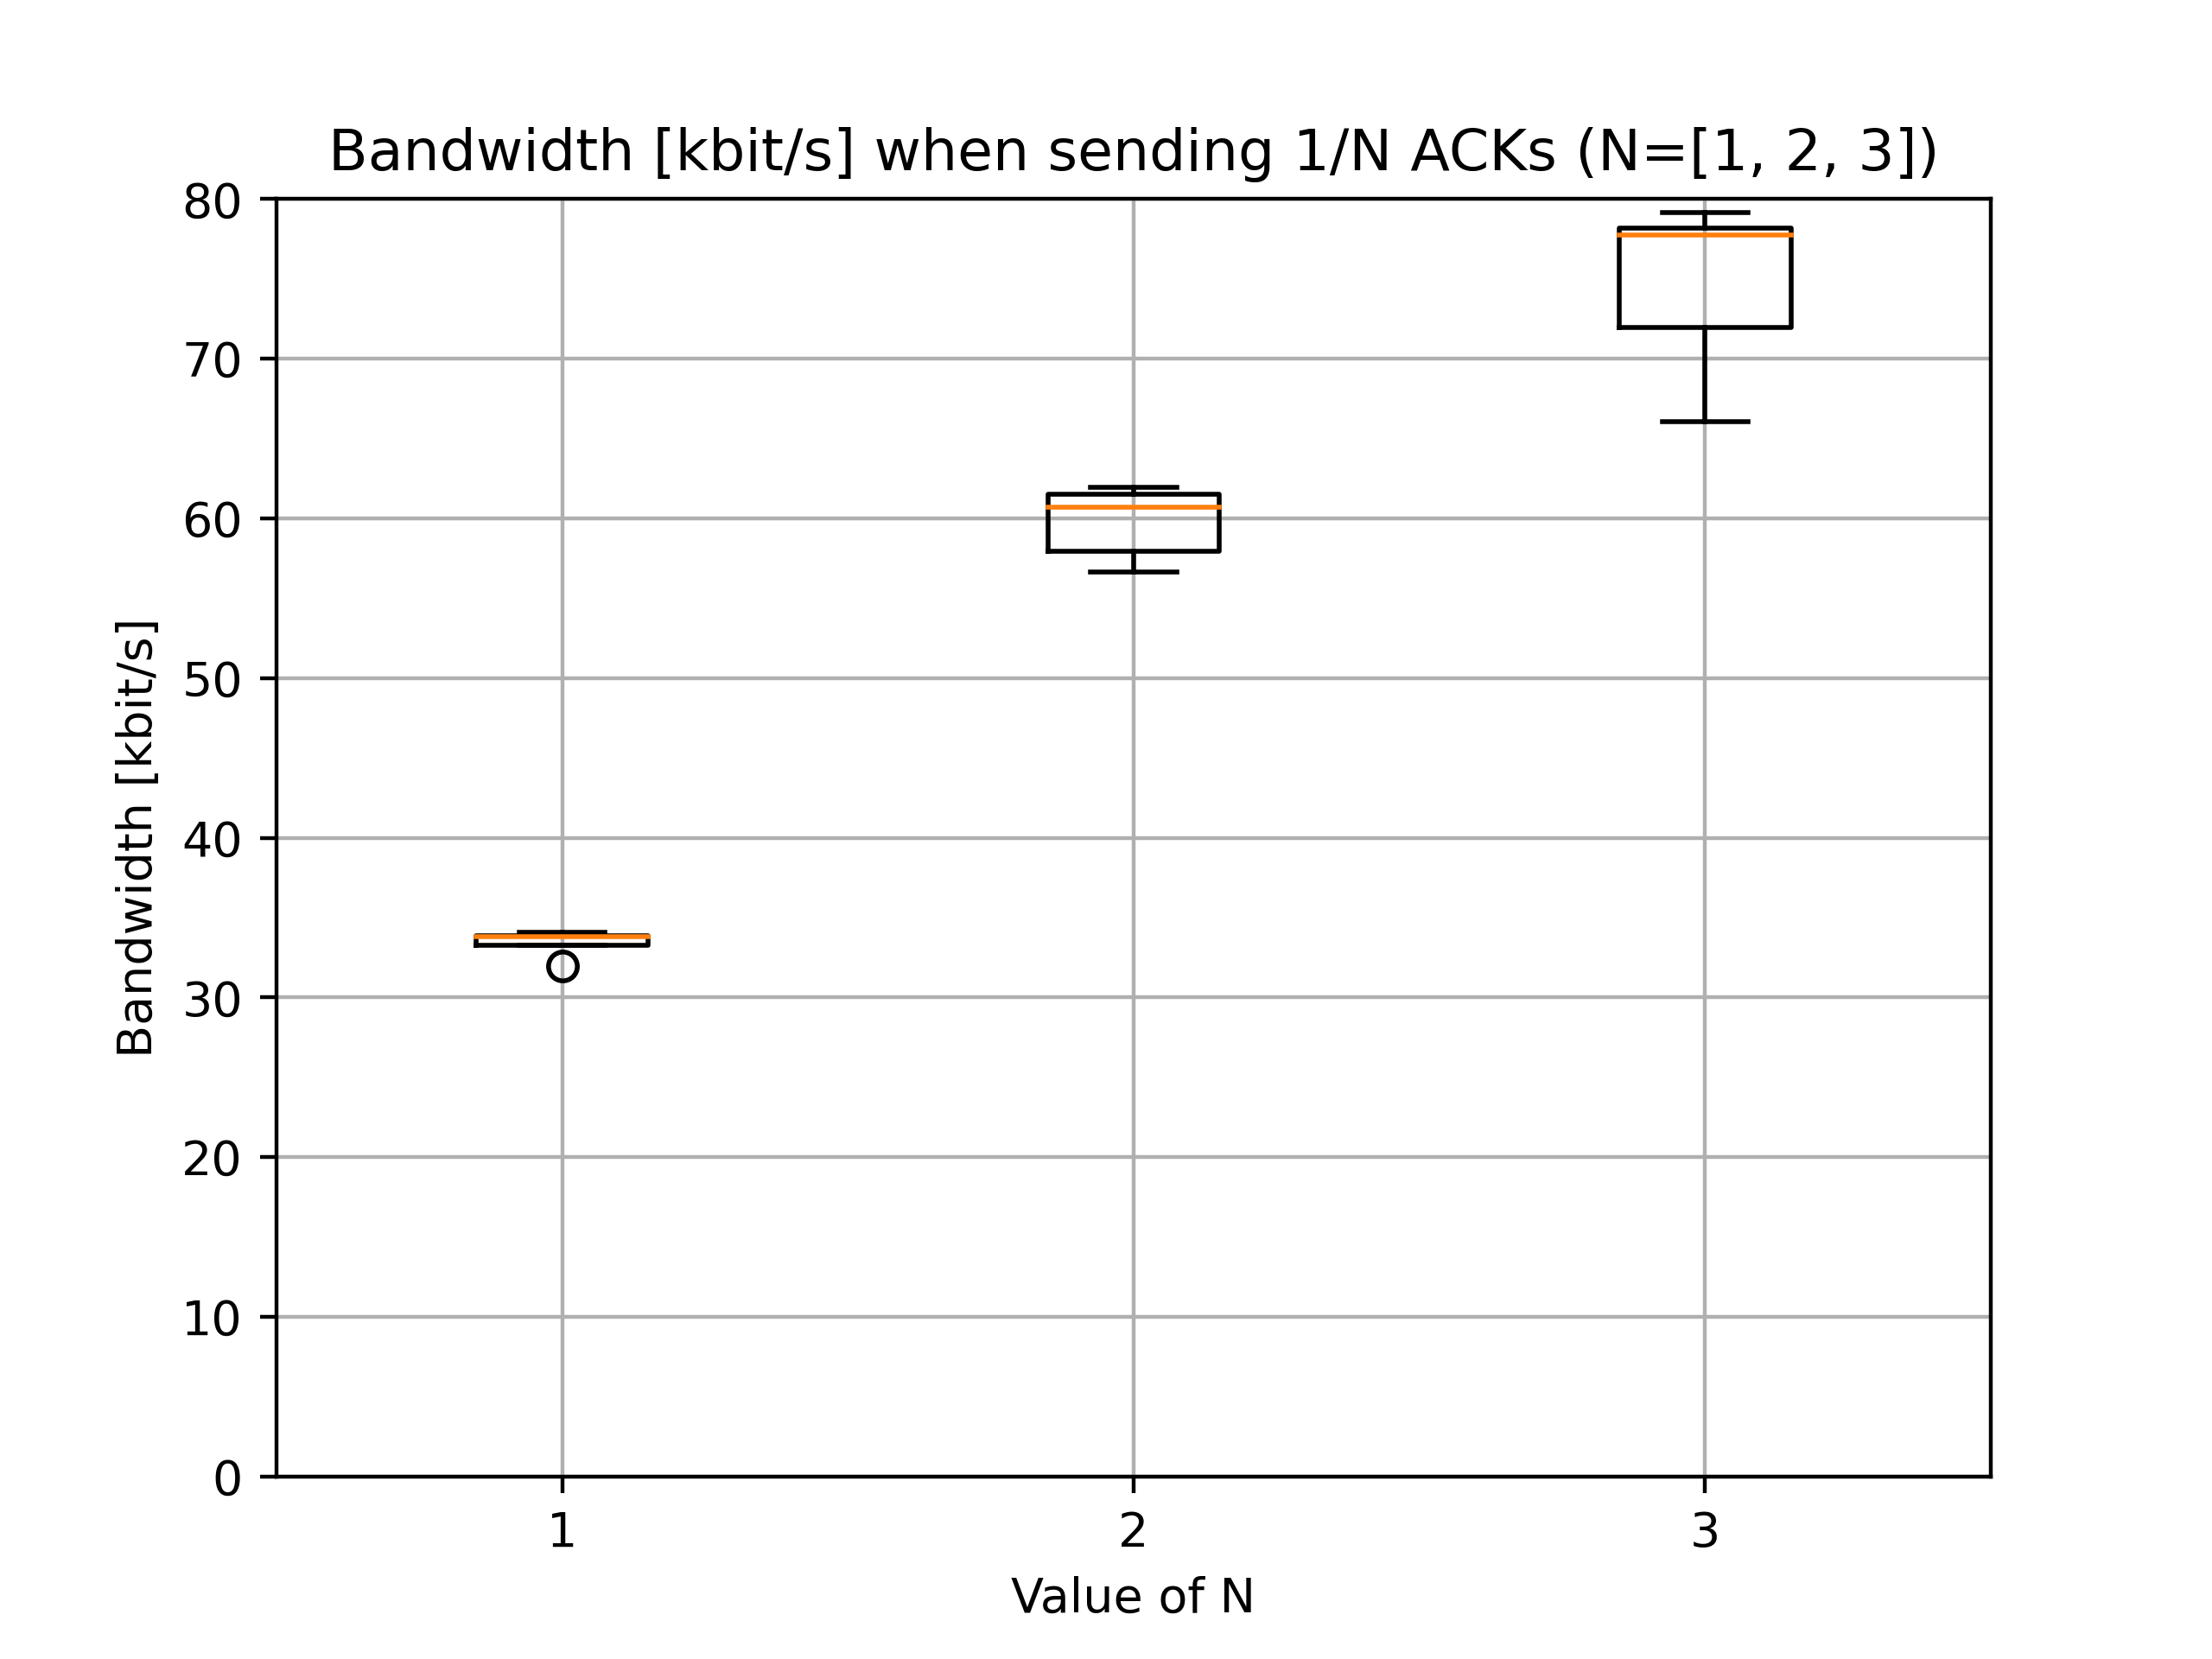 Bandwidth [kbit/s] when sending 1/N ACKs (N=[1, 2, 3])
80
70
60
50
40
30
20
10
0
Bandwidth [kbit/s]
1 2 3
Value of N